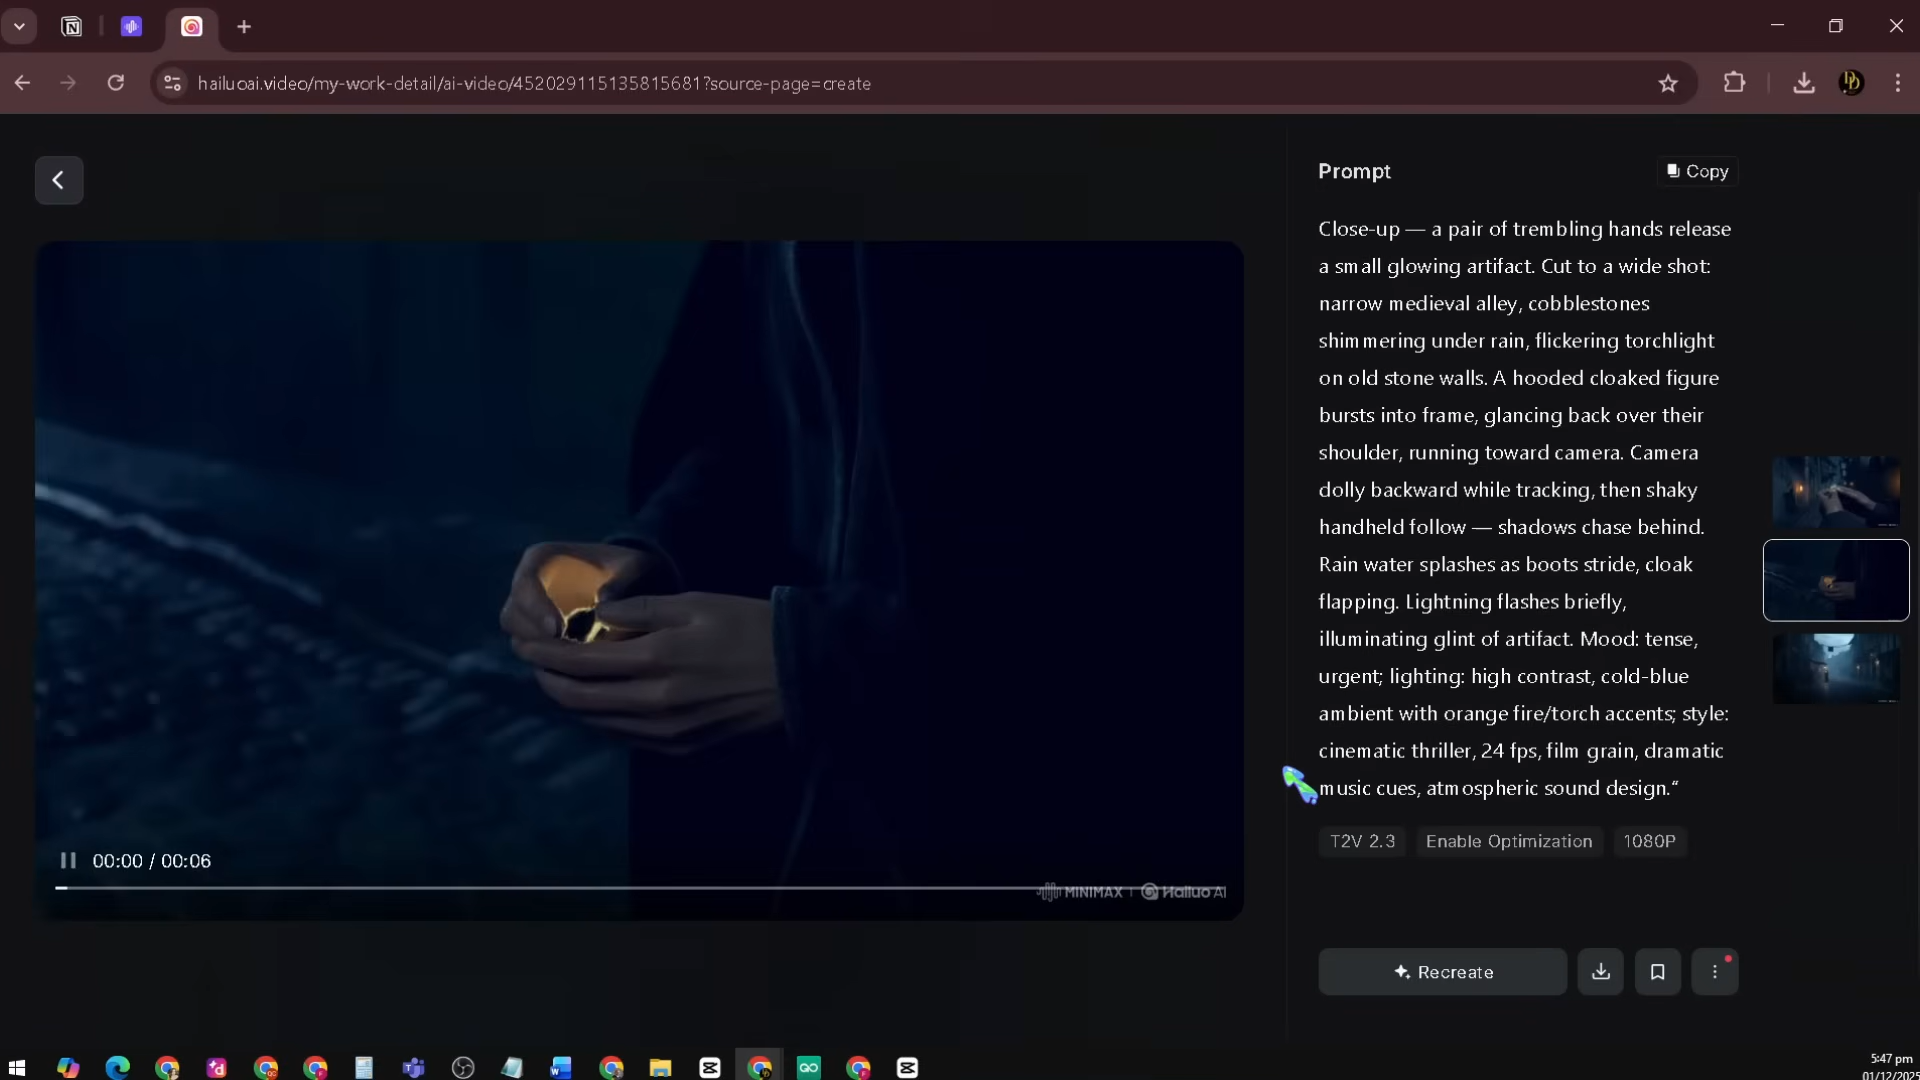 hailuoai.video/my-work-detail/ai-video/452029115135815681?source-page=create
Prompt
Copy
Close-up — a pair of trembling hands release
a small glowing artifact. Cut to a wide shot:
narrow medieval alley, cobblestones
shimmering under rain, flickering torchlight
on old stone walls. A hooded cloaked figure
bursts into frame, glancing back over their
shoulder, running toward camera. Camera
dolly backward while tracking, then shaky
handheld follow — shadows chase behind.
Rain water splashes as boots stride, cloak
flapping. Lightning flashes briefly,
illuminating glint of artifact. Mood: tense,
urgent; lighting: high contrast, cold-blue
ambient with orange fire/torch accents; style:
cinematic thriller, 24 fps, film grain, dramatic
music cues, atmospheric sound design.“
T2V 2.3 Enable Optimization 1080P
00:00 / 00:06
MINIMAX Hailuo AI
Recreate
5:47 pm
01/12/2025